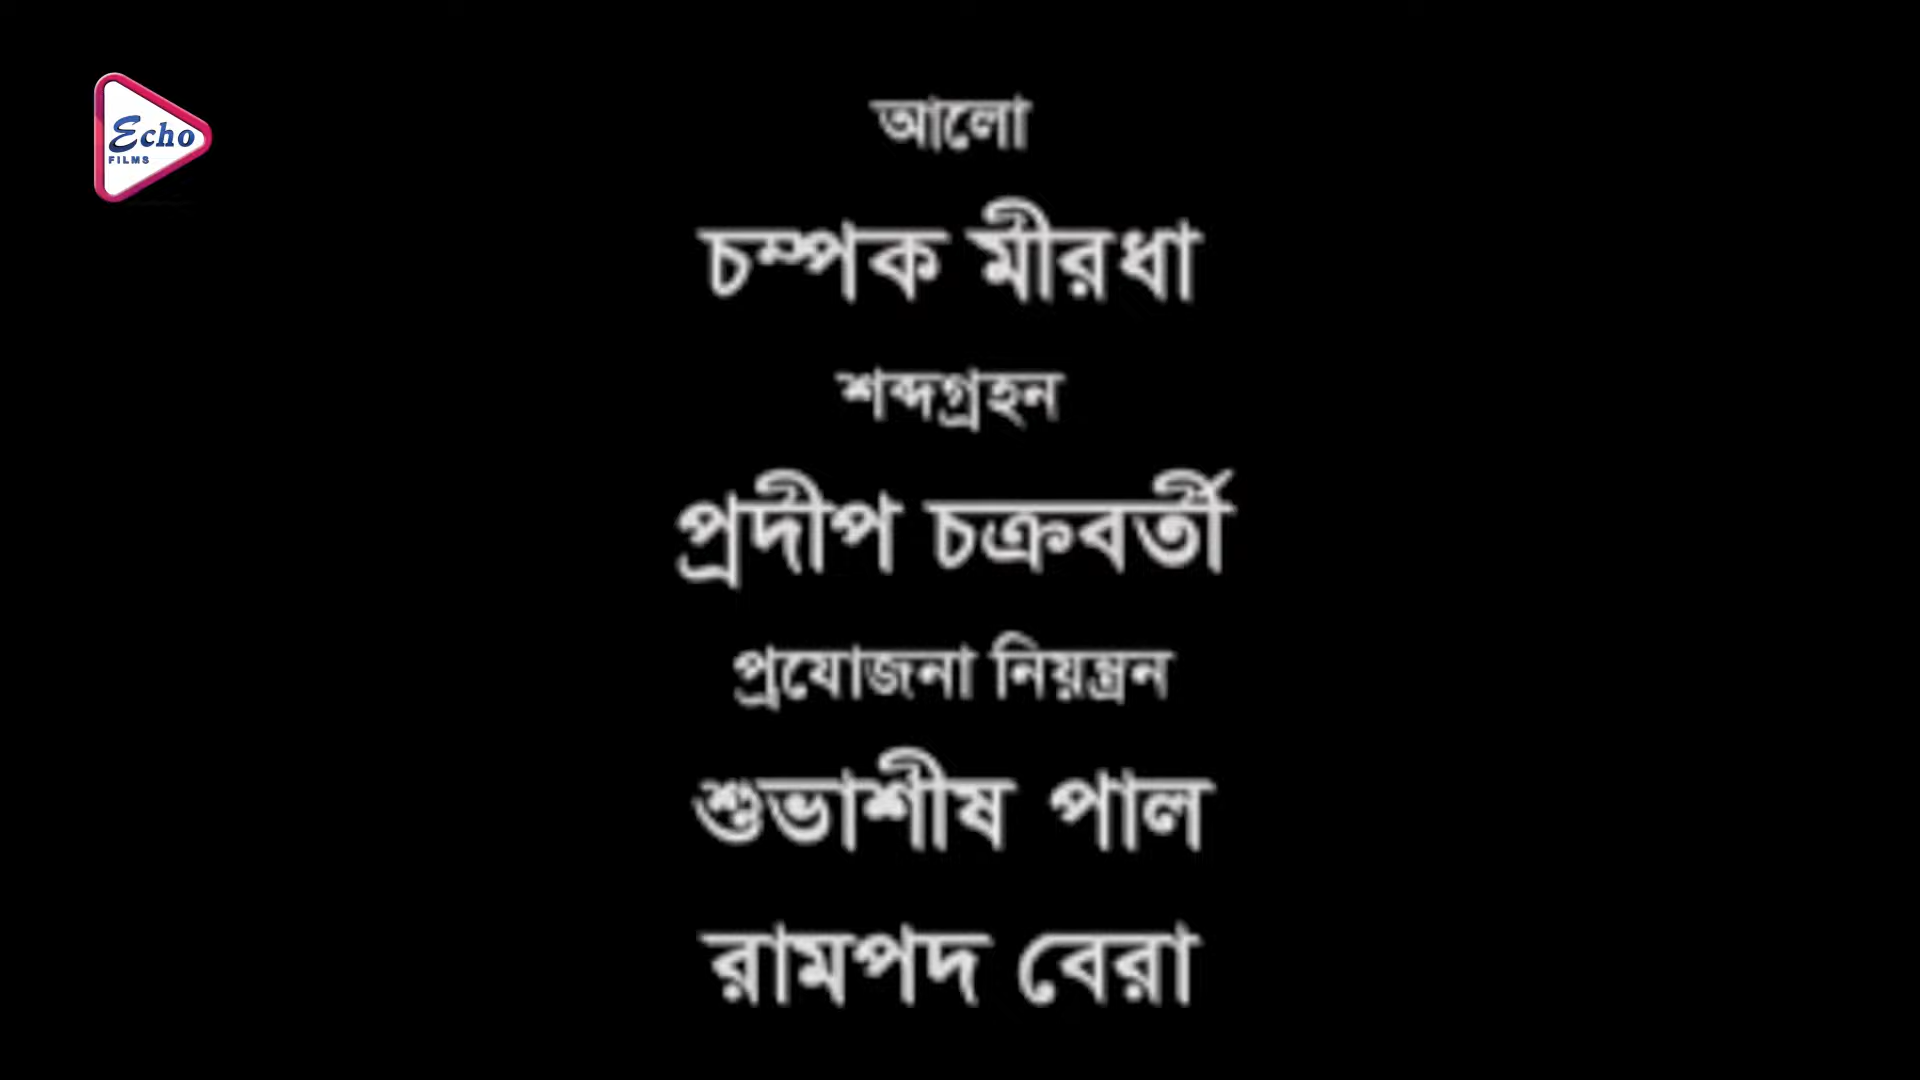 Echo
FILMS
আলো
চম্পক মীরধা
শব্দগ্রহন
প্রদীপ চক্রবর্তী
প্রযোজনা নিয়ন্ত্রন
শুভাশীষ পাল
রামপদ বেরা